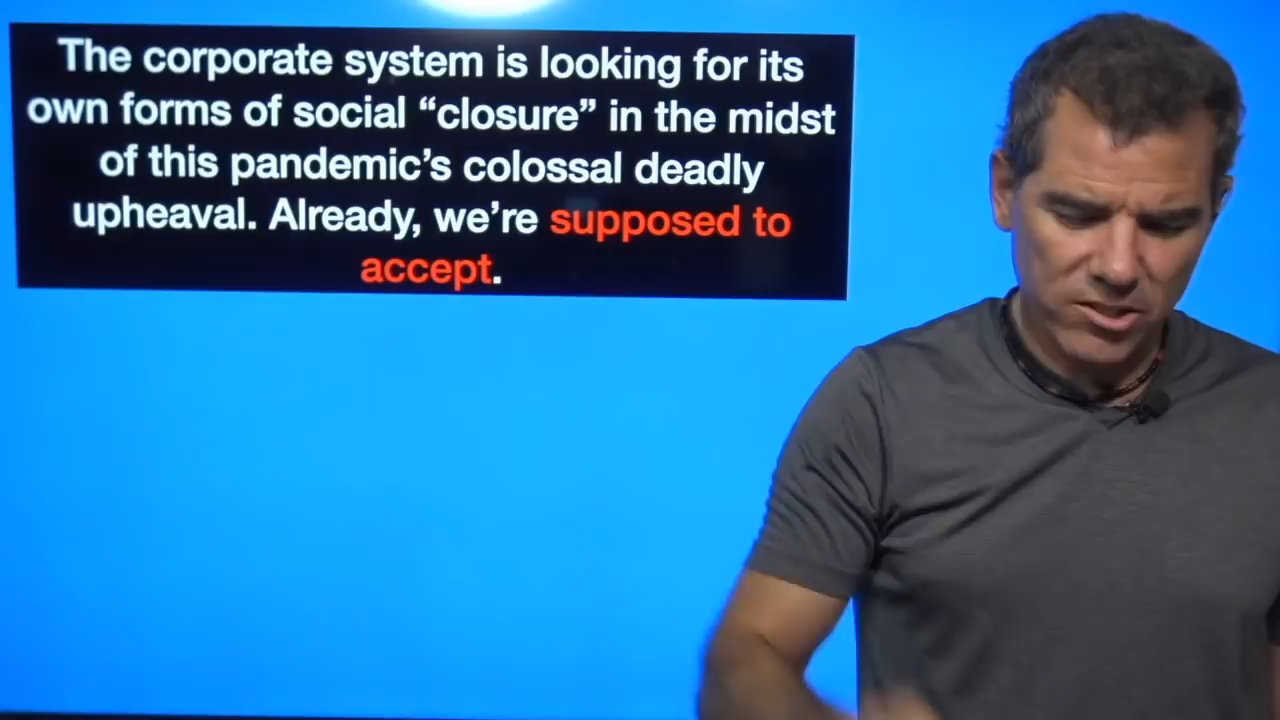 The corporate system is looking for its
own forms of social “closure” in the midst
of this pandemic’s colossal deadly
upheaval. Already, we’re supposed to
accept.